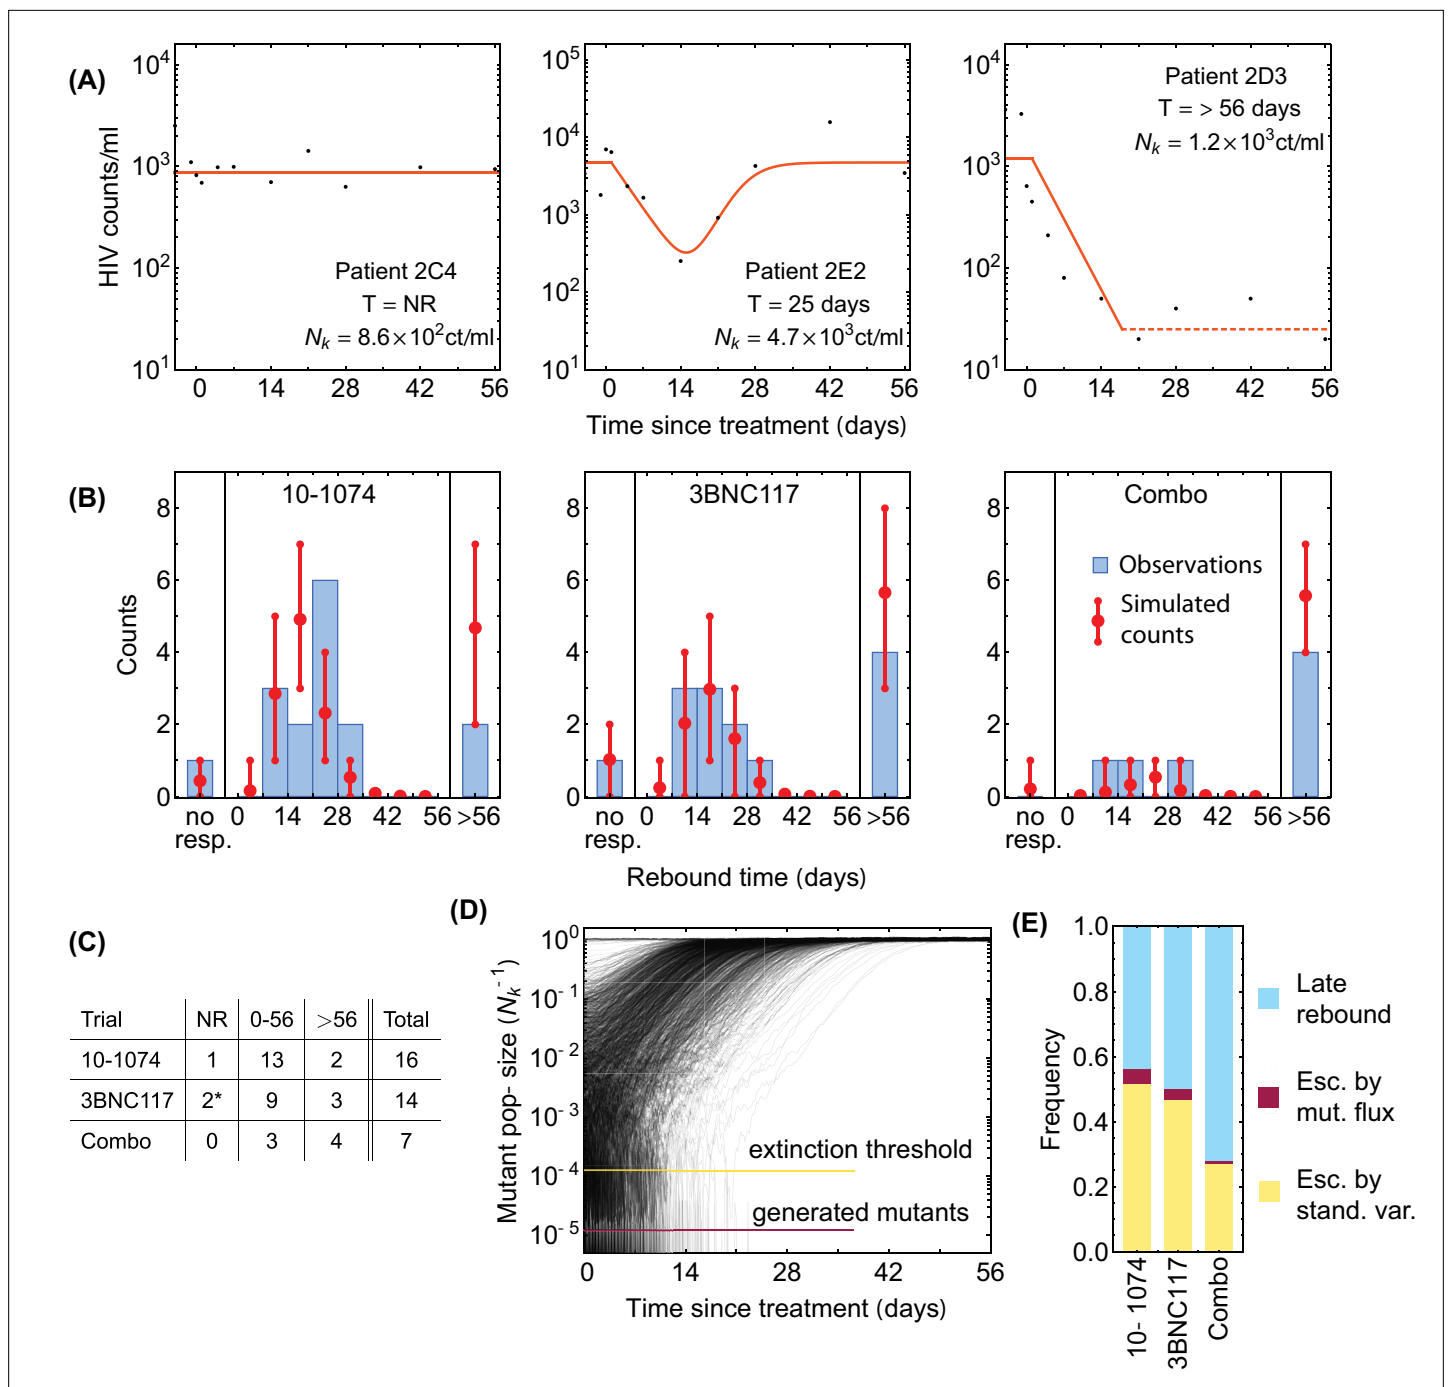 (A)
HIV counts/ml
10^4
10^3
10^2
10^1
Patient 2C4
T = NR
N_k = 8.6×10^2ct/ml
0 14 28 42 56
10^5
10^4
10^3
10^2
10^1
Patient 2E2
T = 25 days
N_k = 4.7×10^3ct/ml
0 14 28 42 56
10^4
10^3
10^2
10^1
Patient 2D3
T = > 56 days
N_k = 1.2×10^3ct/ml
0 14 28 42 56
Time since treatment (days)
(B)
Counts
8
6
4
2
0
10-1074
no resp. 0 14 28 42 56 >56
8
6
4
2
0
3BNC117
no resp. 0 14 28 42 56 >56
8
6
4
2
0
Combo
Observations
Simulated
counts
no resp. 0 14 28 42 56 >56
Rebound time (days)
(C)
Trial NR 0-56 >56 Total
10-1074 1 13 2 16
3BNC117 2* 9 3 14
Combo 0 3 4 7
(D)
Mutant pop- size (N_k^-1)
10^0
10^-1
10^-2
10^-3
10^-4
10^-5
extinction threshold
generated mutants
0 14 28 42 56
Time since treatment (days)
(E)
Frequency
1.0
0.8
0.6
0.4
0.2
0.0
10- 1074
3BNC117
Combo
Late
rebound
Esc. by
mut. flux
Esc. by
stand. var.